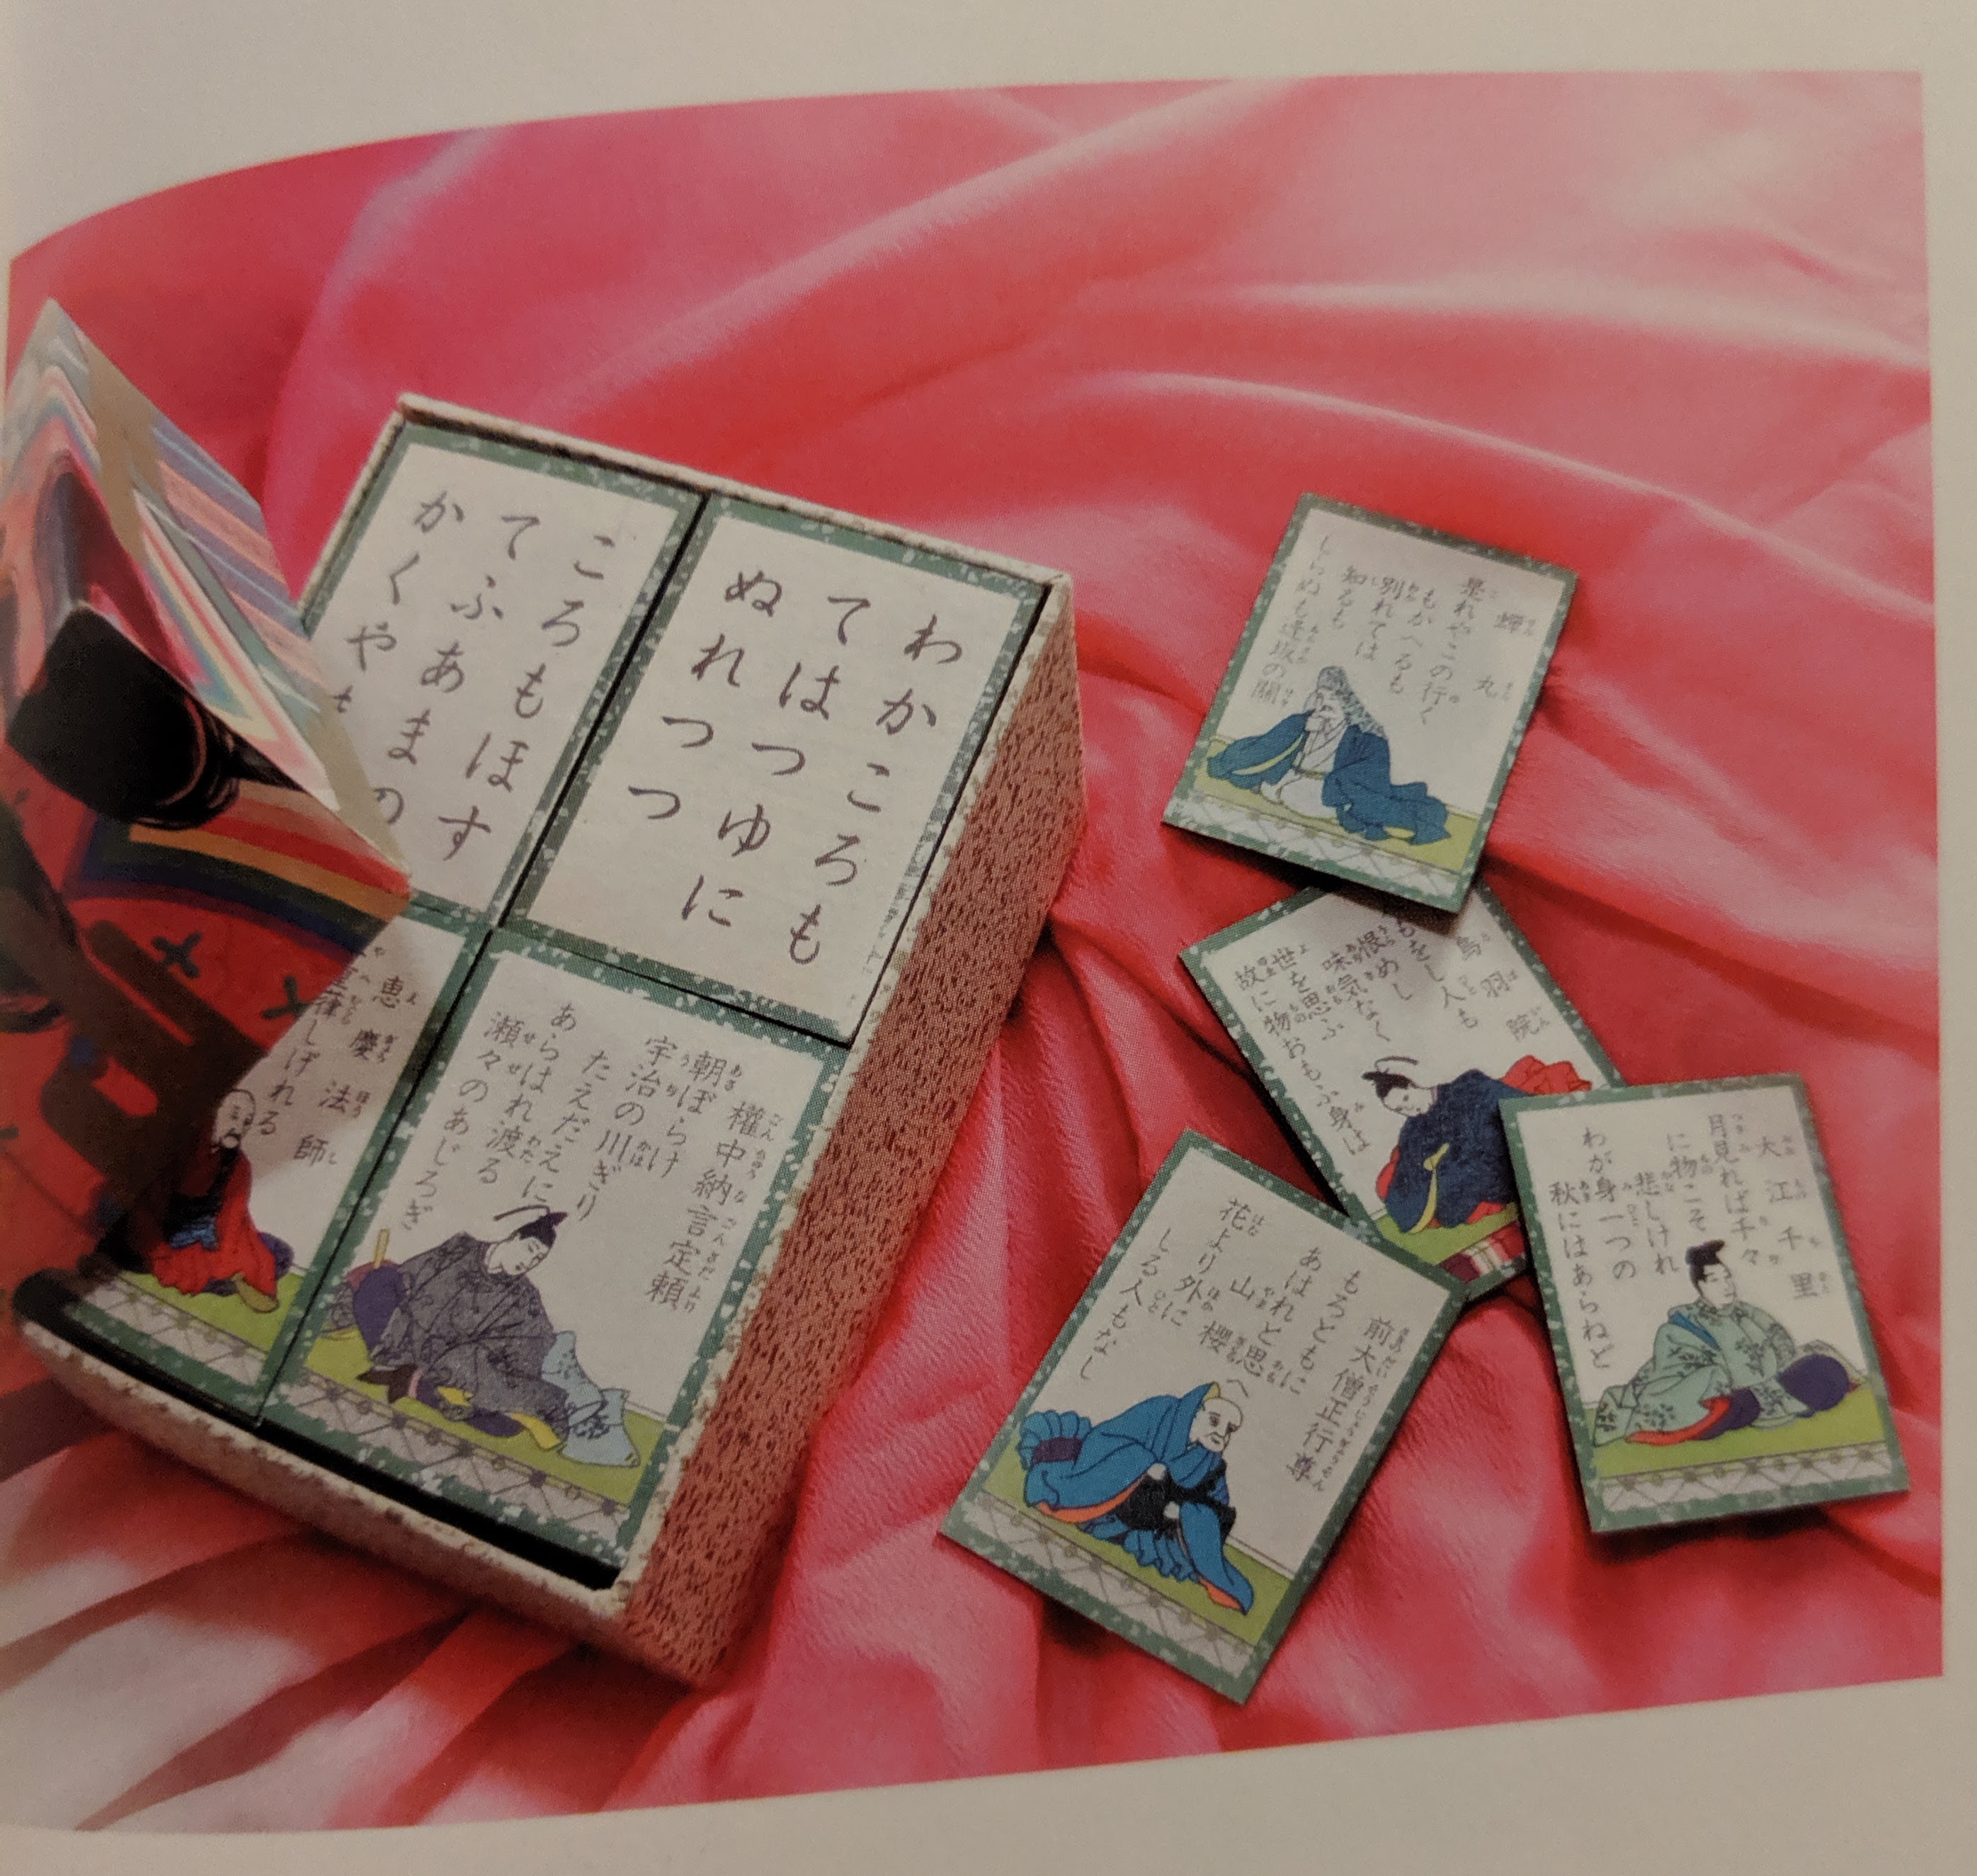 ころもほす
てふあまの
かくや
わかころも
てはつゆに
ぬれつつ
恵慶法師
しげれる
權中納言定頼
朝ぼらけ
宇治の川ぎり
たえだえに
あらはれ渡る
瀬々のあじろぎ
蝉丸
是れやこの行く
もかへるも
別れては
知るも
しらぬも逢坂の關
鳥羽院
もをし人も
恨めし
味気なく
世を思ふ
故に物おもふ身は
大江千里
月見れば千々
に物こそ
悲しけれ
わが身一つの
秋にはあらねど
前大僧正行尊
もろともに
あはれと思へ
山櫻
花より外に
しる人もなし